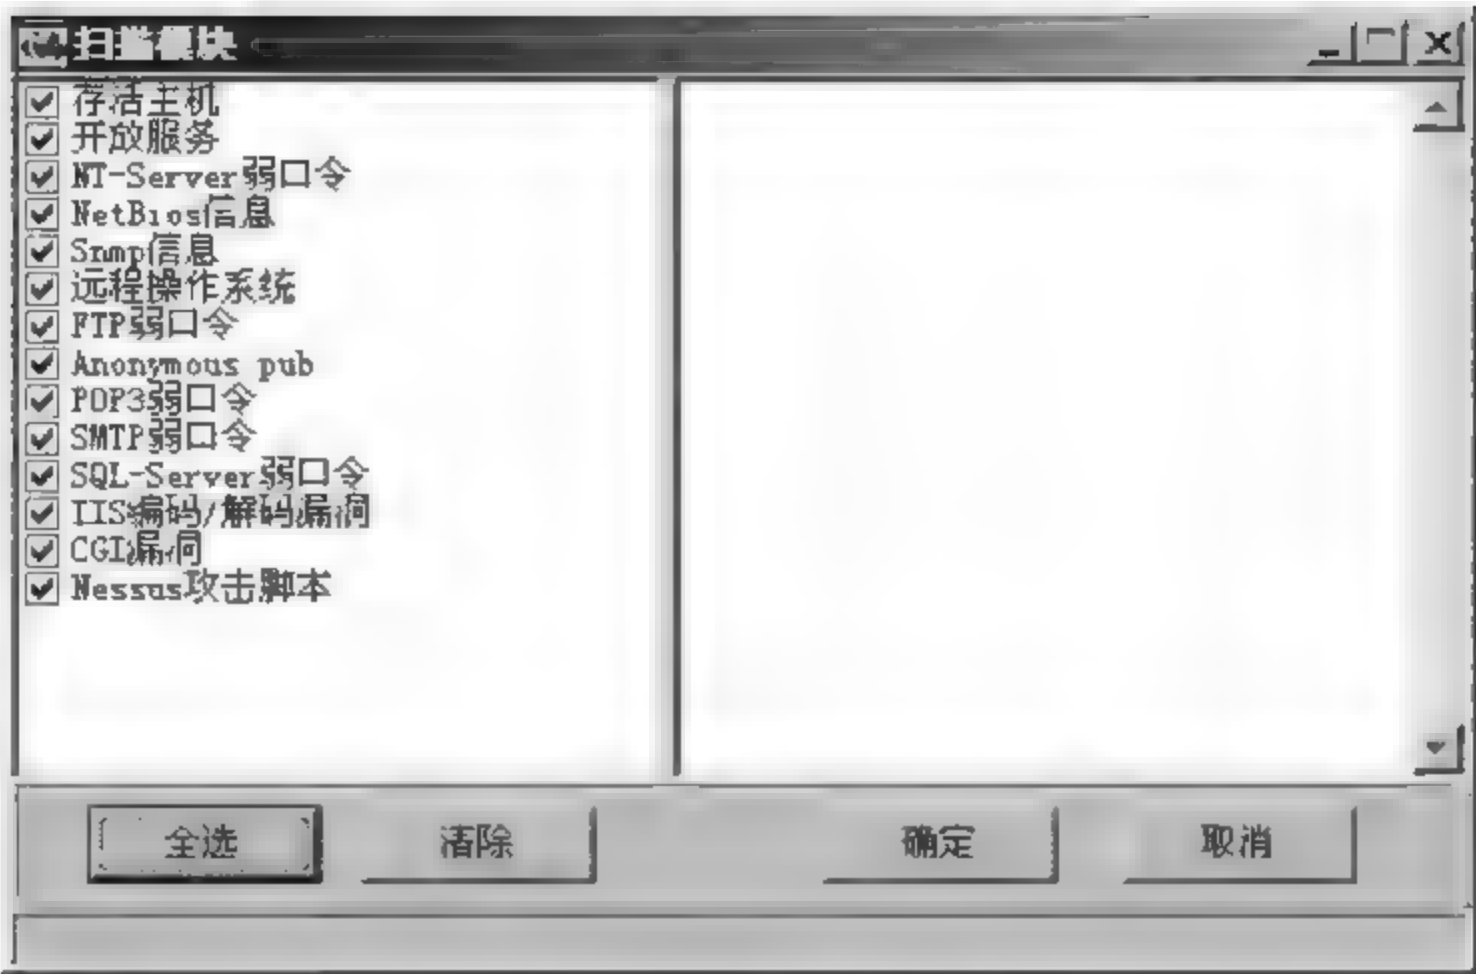 扫描模块
存活主机
开放服务
NT-Server弱口令
NetBios信息
Snmp信息
远程操作系统
FTP弱口令
Anonymous pub
POP3弱口令
SMTP弱口令
SQL-Server弱口令
IIS编码/解码漏洞
CGI漏洞
Nessus攻击脚本
全选 清除 确定 取消